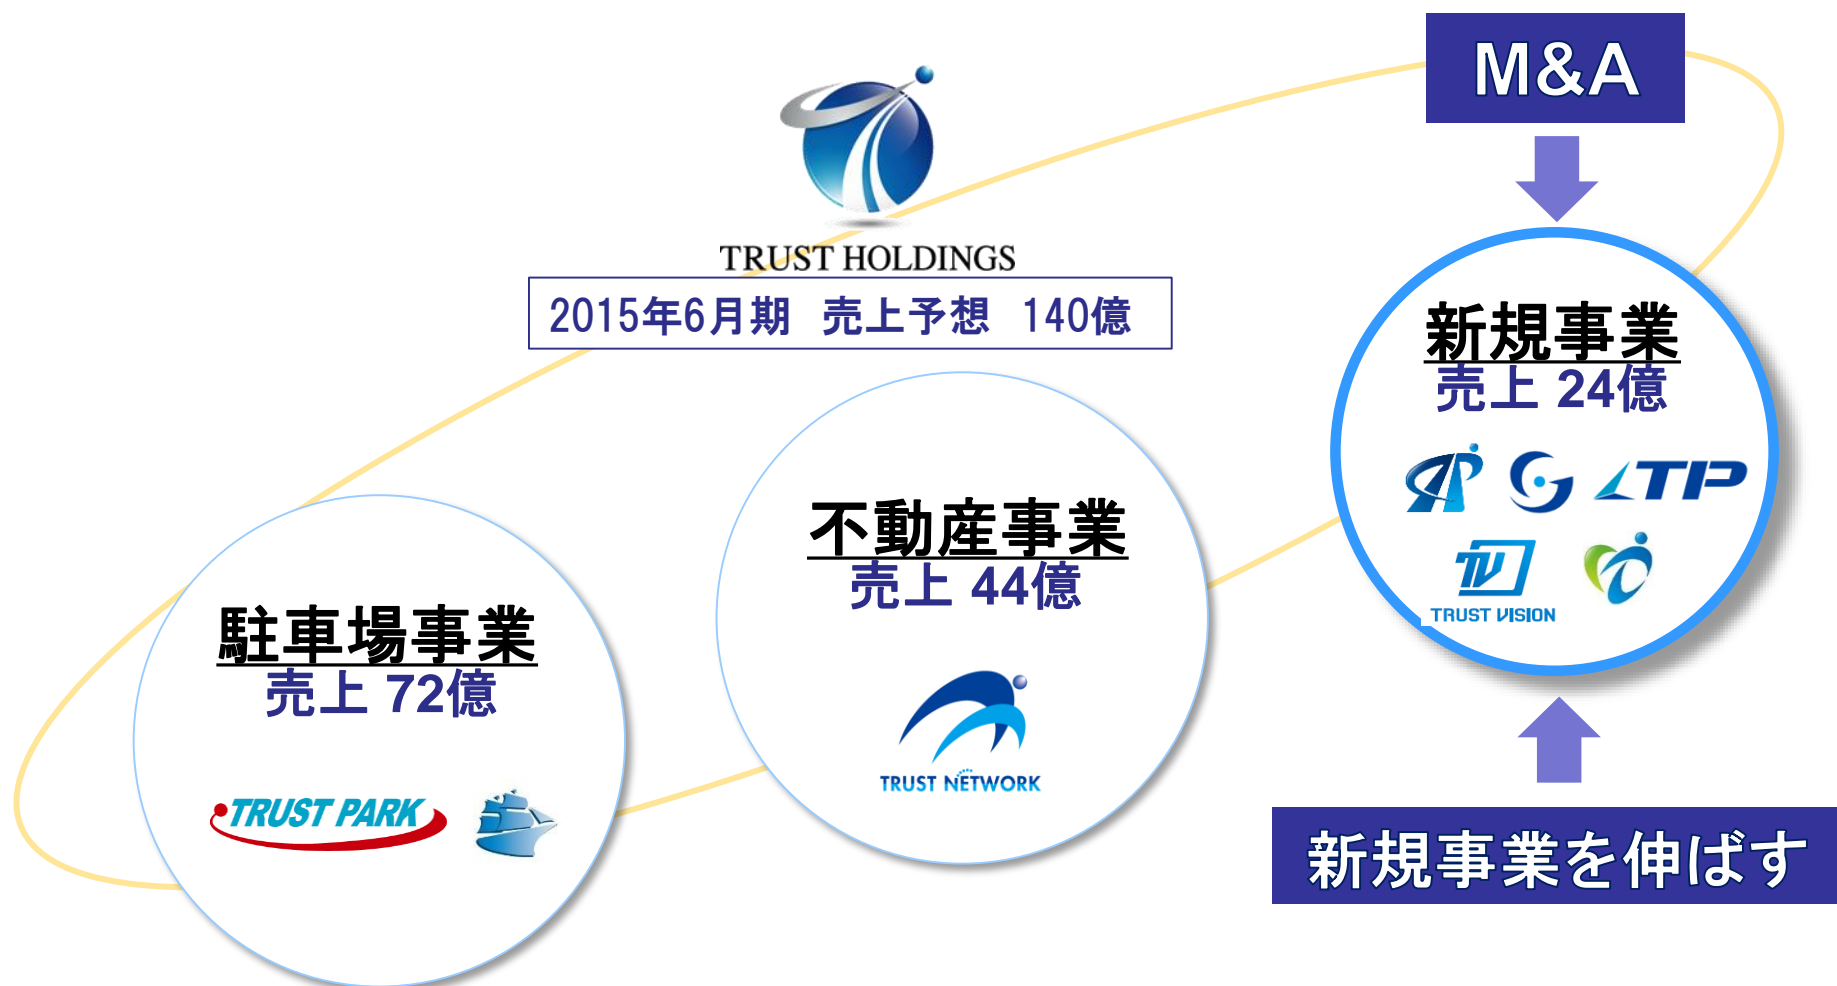 M&A
TRUST HOLDINGS
2015年6月期　売上予想　140億
新規事業
売上 24億
TP
TV
TRUST VISION
不動産事業
売上 44億
TRUST NETWORK
駐車場事業
売上 72億
TRUST PARK
新規事業を伸ばす